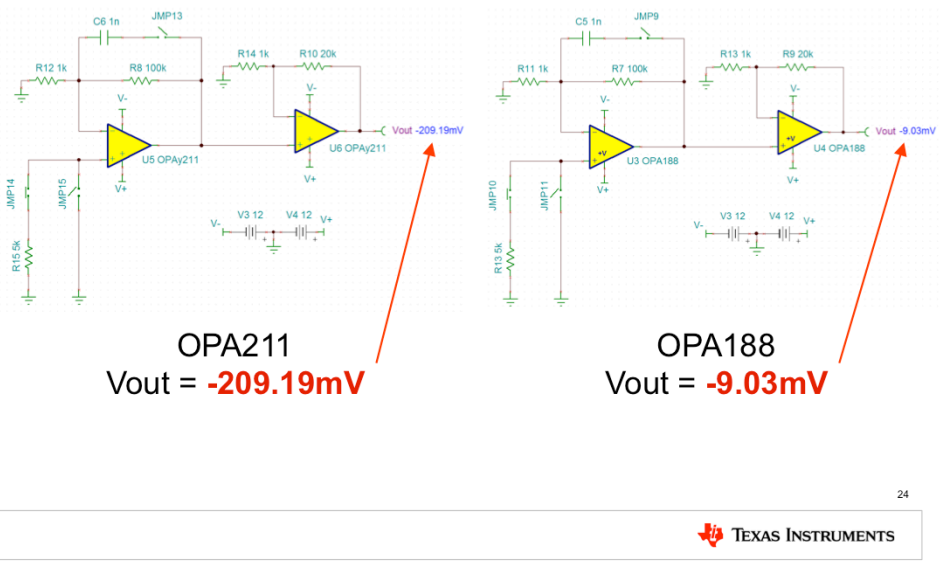 C6 1n
JMP13
R12 1k
R8 100k
R14 1k
R10 20k
V-
V-
Vout -209.19mV
U5 OPAy211
U6 OPAy211
V+
V+
JMP14
JMP15
R15 5k
V-
V3 12
V4 12
V+
+
+
C5 1n
JMP9
R11 1k
R7 100k
R13 1k
R9 20k
V-
V-
Vout -9.03mV
+V
+V
U3 OPA188
U4 OPA188
V+
V+
JMP10
JMP11
R13 5k
V-
V3 12
V4 12
V+
+
+
OPA211
Vout = -209.19mV
OPA188
Vout = -9.03mV
24
TEXAS INSTRUMENTS